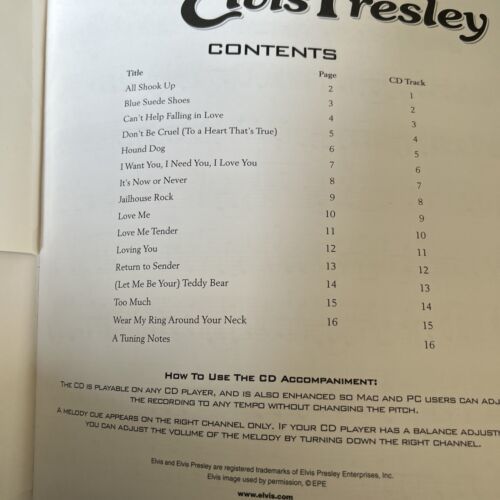 Elvis Presley
CONTENTS
Title Page CD Track
All Shook Up 2 1
Blue Suede Shoes 3 2
Can't Help Falling in Love 4 3
Don't Be Cruel (To a Heart That's True) 5 4
Hound Dog 6 5
I Want You, I Need You, I Love You 7 6
It's Now or Never 8 7
Jailhouse Rock 9 8
Love Me 10 9
Love Me Tender 11 10
Loving You 12 11
Return to Sender 13 12
(Let Me Be Your) Teddy Bear 14 13
Too Much 15 14
Wear My Ring Around Your Neck 16 15
A Tuning Notes 16
HOW TO USE THE CD ACCOMPANIMENT:
THE CD IS PLAYABLE ON ANY CD PLAYER, AND IS ALSO ENHANCED SO MAC AND PC USERS CAN ADJ
THE RECORDING TO ANY TEMPO WITHOUT CHANGING THE PITCH.
A MELODY CUE APPEARS ON THE RIGHT CHANNEL ONLY. IF YOUR CD PLAYER HAS A BALANCE ADJUST
YOU CAN ADJUST THE VOLUME OF THE MELODY BY TURNING DOWN THE RIGHT CHANNEL.
Elvis and Elvis Presley are registered trademarks of Elvis Presley Enterprises, Inc.
Elvis image used by permission, © EPE
www.elvis.com